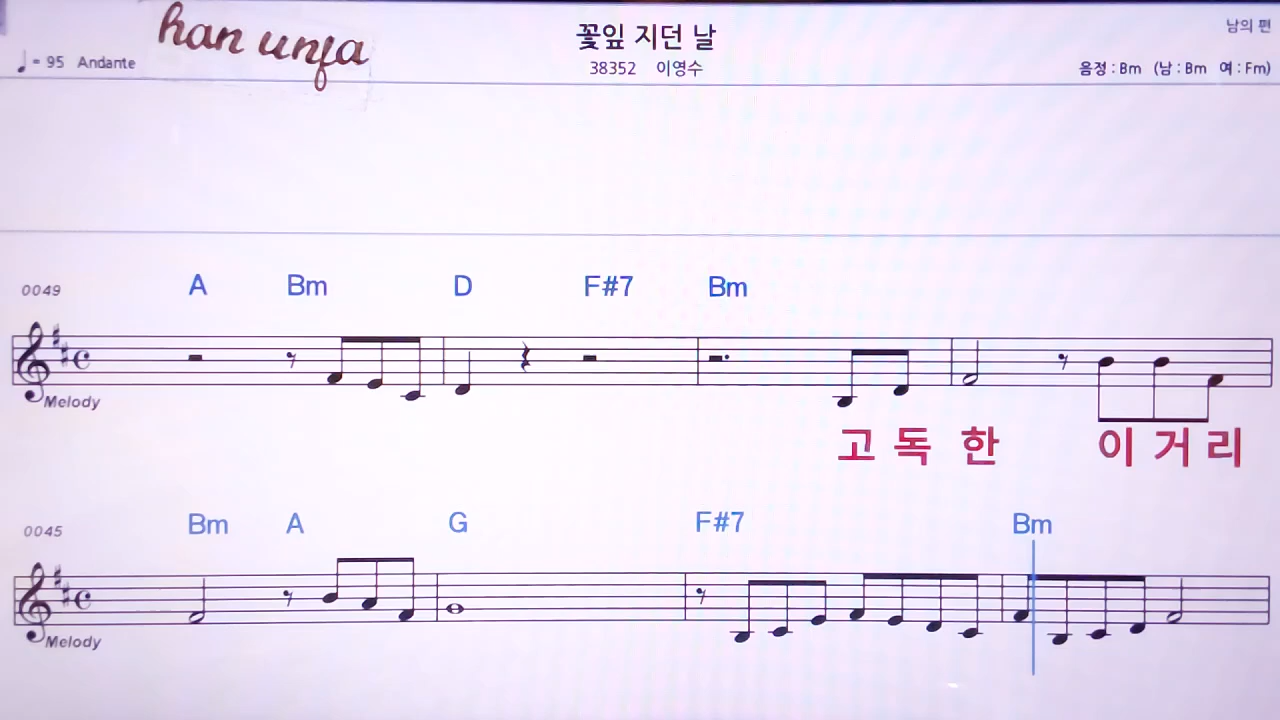 han unfa
꽃잎 지던 날
남의 편
♩= 95 Andante
38352 이영수
음정 : Bm (남 : Bm 여 : Fm)
0049 A Bm D F#7 Bm
Melody
고 독 한 이 거 리
0045 Bm A G F#7 Bm
Melody